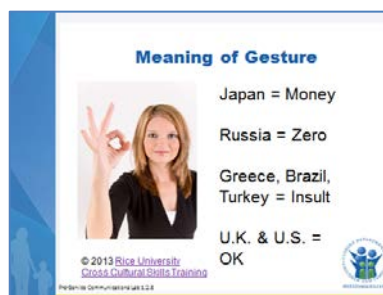 Meaning of Gesture
Japan = Money
Russia = Zero
Greece, Brazil,
Turkey = Insult
U.K. & U.S. =
OK
© 2013 Rice University
Cross Cultural Skills Training